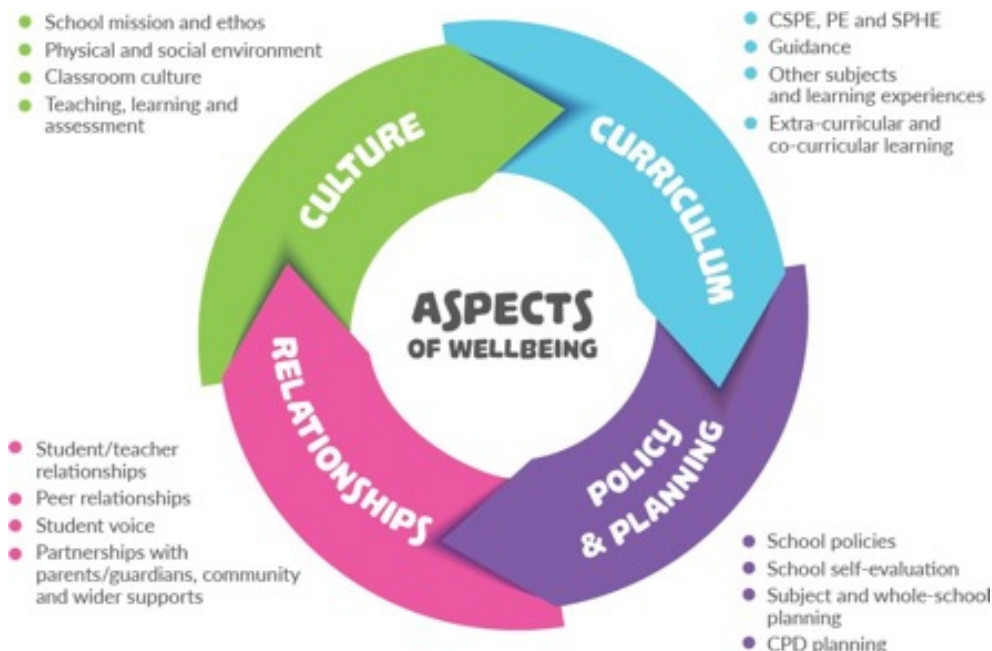 School mission and ethos
Physical and social environment
Classroom culture
Teaching, learning and
assessment
CSPE, PE and SPHE
Guidance
Other subjects
and learning experiences
Extra-curricular and
co-curricular learning
CULTURE
CURRICULUM
ASPECTS
OF WELLBEING
RELATIONSHIPS
POLICY
& PLANNING
Student/teacher
relationships
Peer relationships
Student voice
Partnerships with
parents/guardians, community
and wider supports
School policies
School self-evaluation
Subject and whole-school
planning
CPD planning